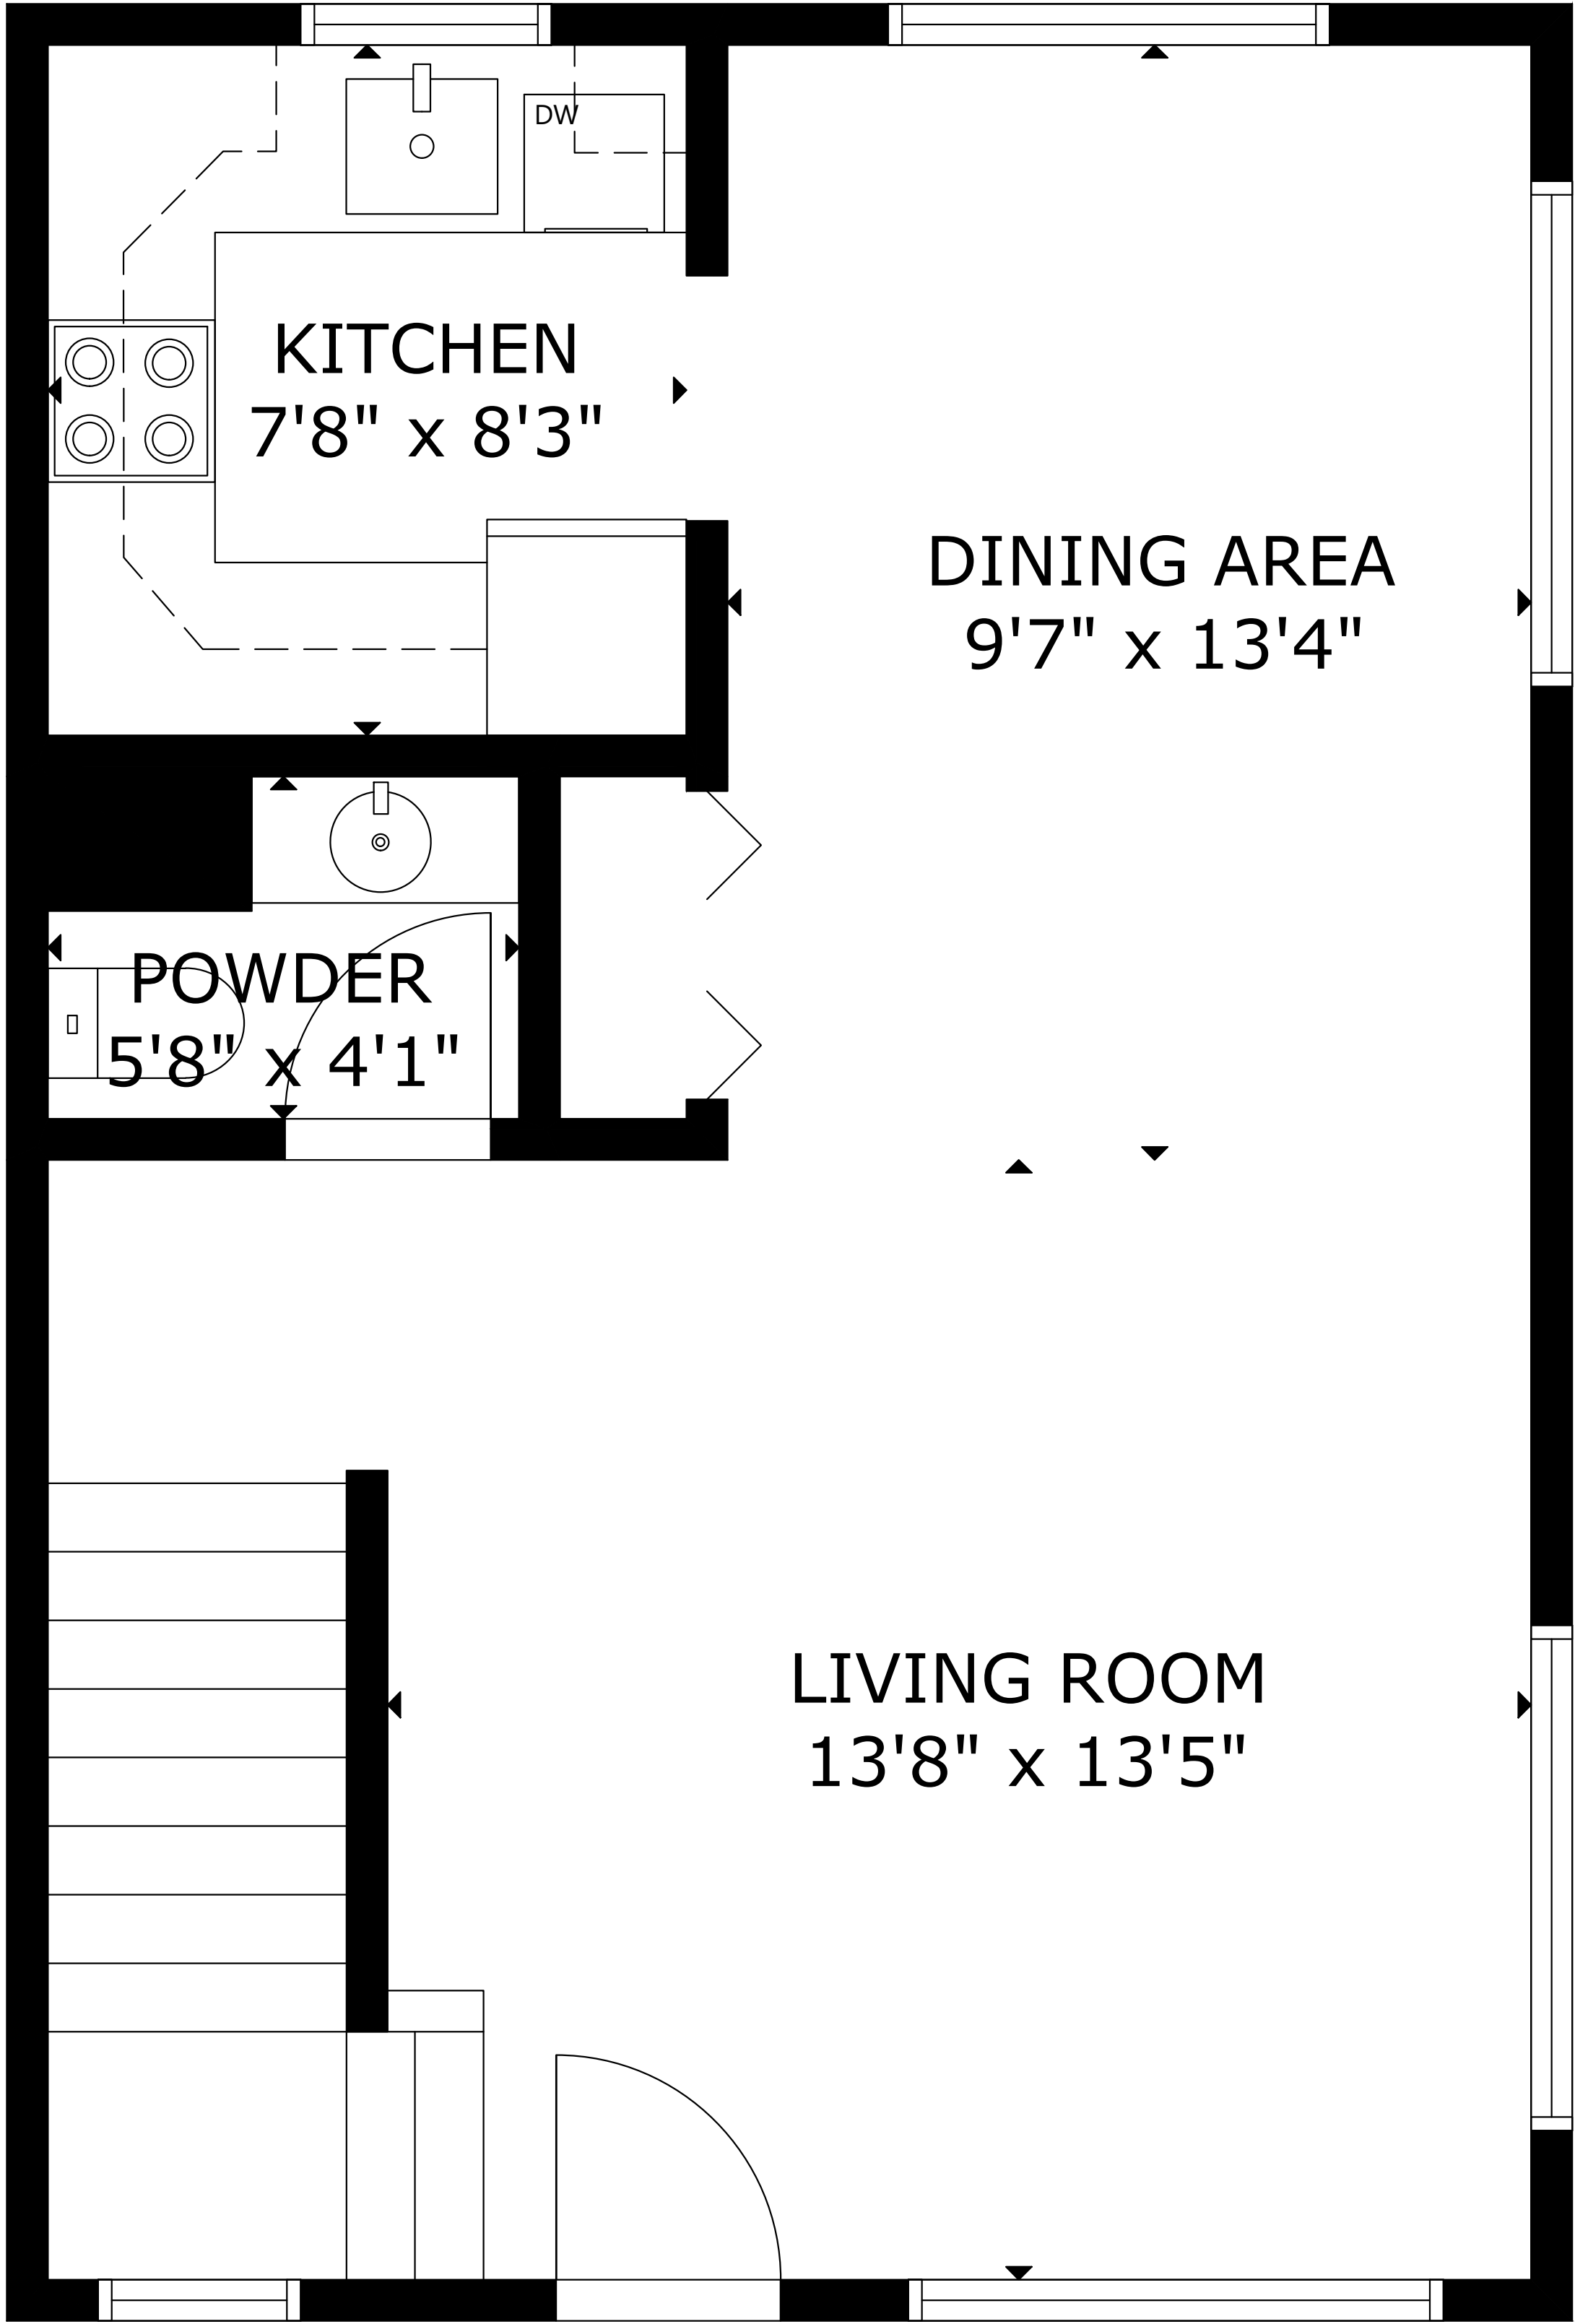 DW
KITCHEN
7'8" x 8'3"
DINING AREA
9'7" x 13'4"
POWDER
5'8" x 4'1"
LIVING ROOM
13'8" x 13'5"